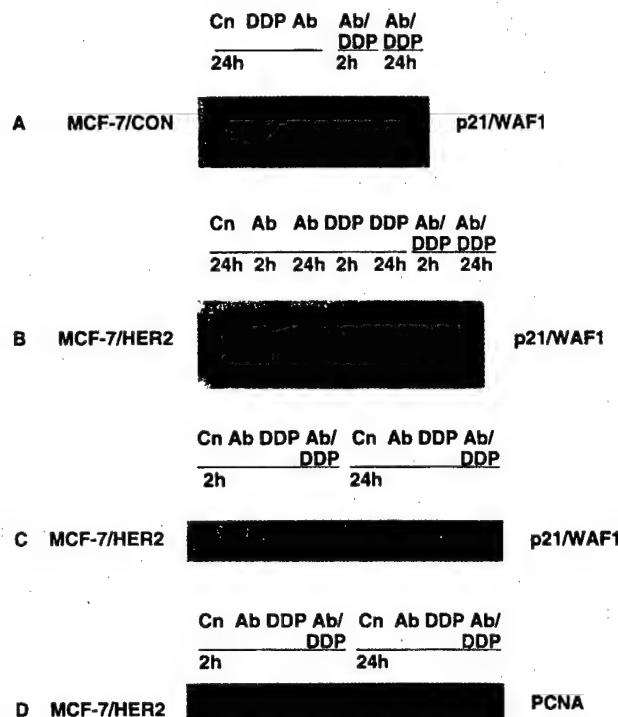 Cn DDP Ab Ab/ Ab/
DDP DDP
24h 2h 24h
A MCF-7/CON p21/WAF1
Cn Ab Ab DDP DDP Ab/ Ab/
DDP DDP
24h 2h 24h 2h 24h 2h 24h
B MCF-7/HER2 p21/WAF1
Cn Ab DDP Ab/ Cn Ab DDP Ab/
DDP DDP
2h 24h
C MCF-7/HER2 p21/WAF1
Cn Ab DDP Ab/ Cn Ab DDP Ab/
DDP DDP
2h 24h
D MCF-7/HER2 PCNA